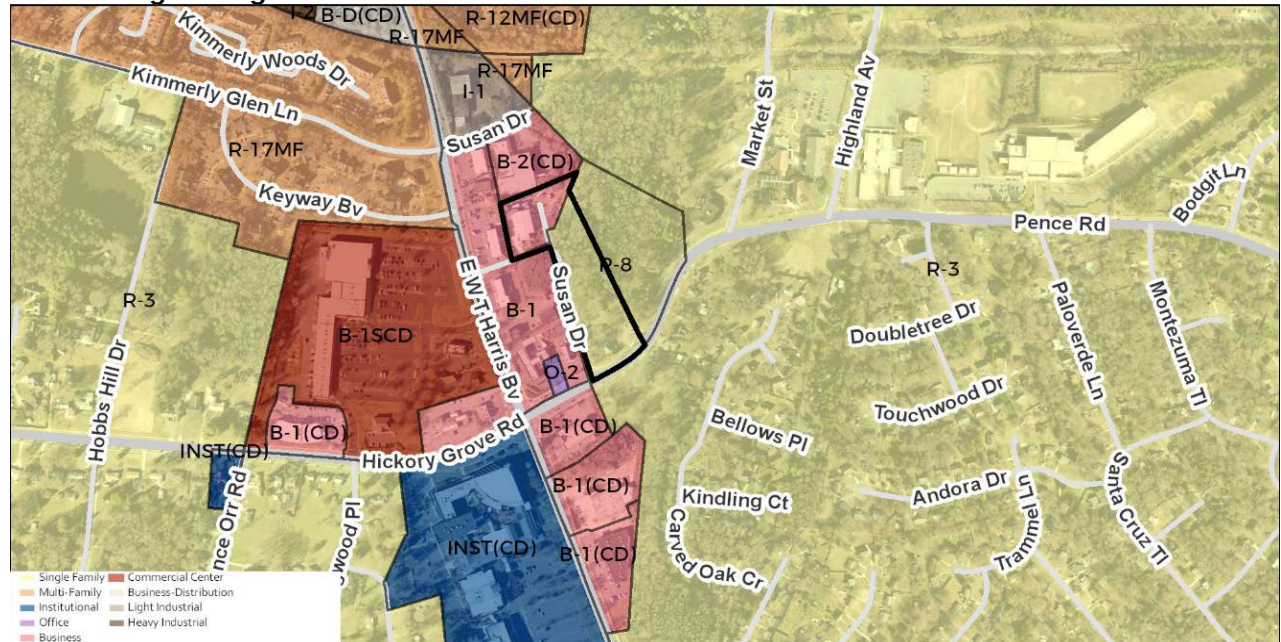 I-2
B-D(CD)
R-12MF(CD)
Kimmerly Woods Dr
R-17MF
R-17MF
Kimmerly Glen Ln
I-1
Market St
Highland Av
Susan Dr
R-17MF
B-2(CD)
Bodgit Ln
Keyway Bv
Pence Rd
R-8
R-3
R-3
E W T Harris Bv
Susan Dr
B-1
Doubletree Dr
Paloverde Ln
Montezuma Tl
B-1SCD
O-2
Hobbs Hill Dr
Touchwood Dr
B-1(CD)
B-1(CD)
Bellows Pl
INST(CD)
Hickory Grove Rd
B-1(CD)
Andora Dr
Kindling Ct
Santa Cruz Tl
Trammel Ln
Carved Oak Cr
INST(CD)
B-1(CD)
Single Family
Commercial Center
Multi-Family
Business-Distribution
Institutional
Light Industrial
Office
Heavy Industrial
Business